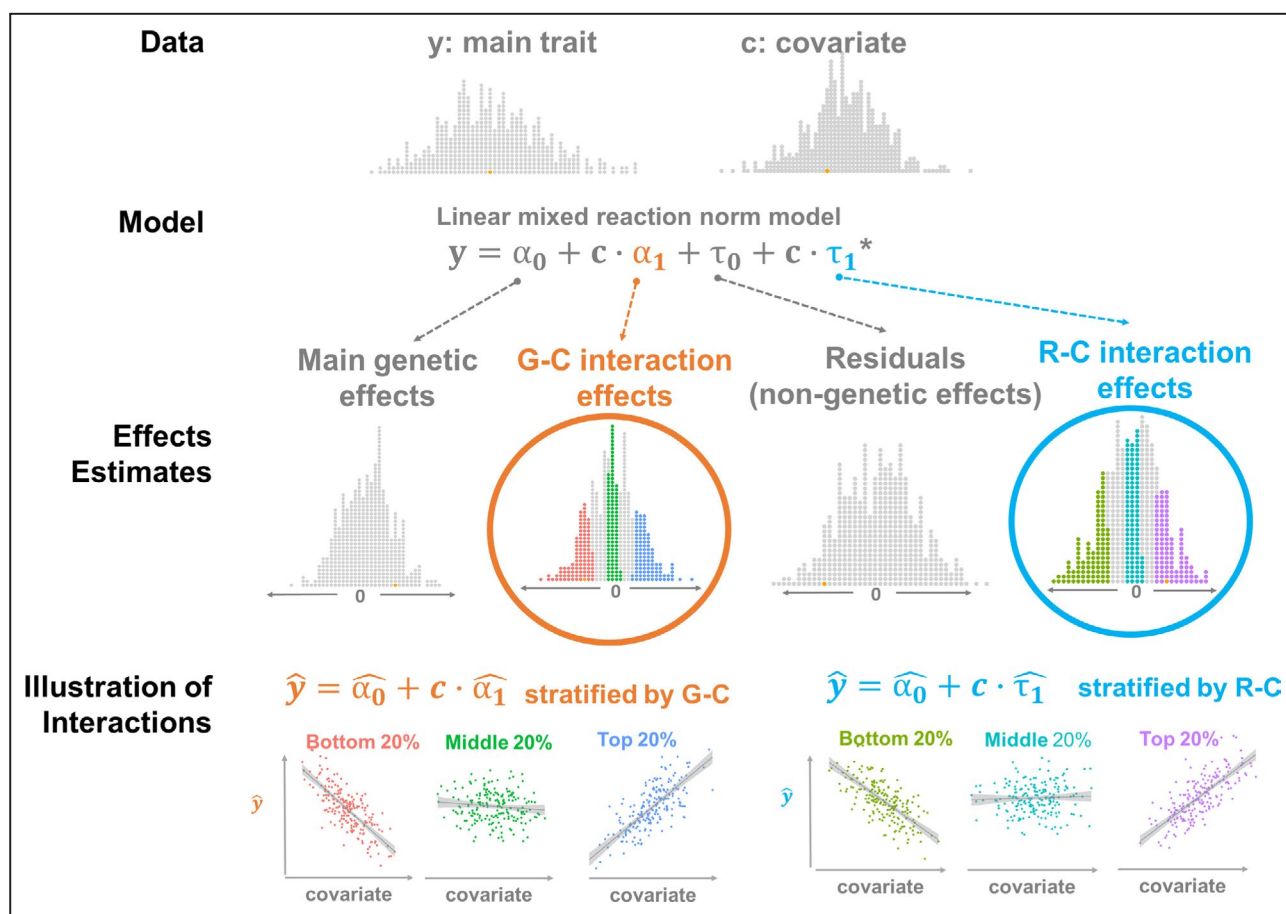 Data
y: main trait
c: covariate
Model
Linear mixed reaction norm model
y = α0 + c · α1 + τ0 + c · τ1*
Main genetic
effects
G-C interaction
effects
Residuals
(non-genetic effects)
R-C interaction
effects
Effects
Estimates
0
0
0
0
Illustration of
Interactions
ŷ = α̂0 + c · α̂1 stratified by G-C
ŷ = α̂0 + c · τ̂1 stratified by R-C
Bottom 20%
Middle 20%
Top 20%
Bottom 20%
Middle 20%
Top 20%
ŷ
ŷ
covariate
covariate
covariate
covariate
covariate
covariate